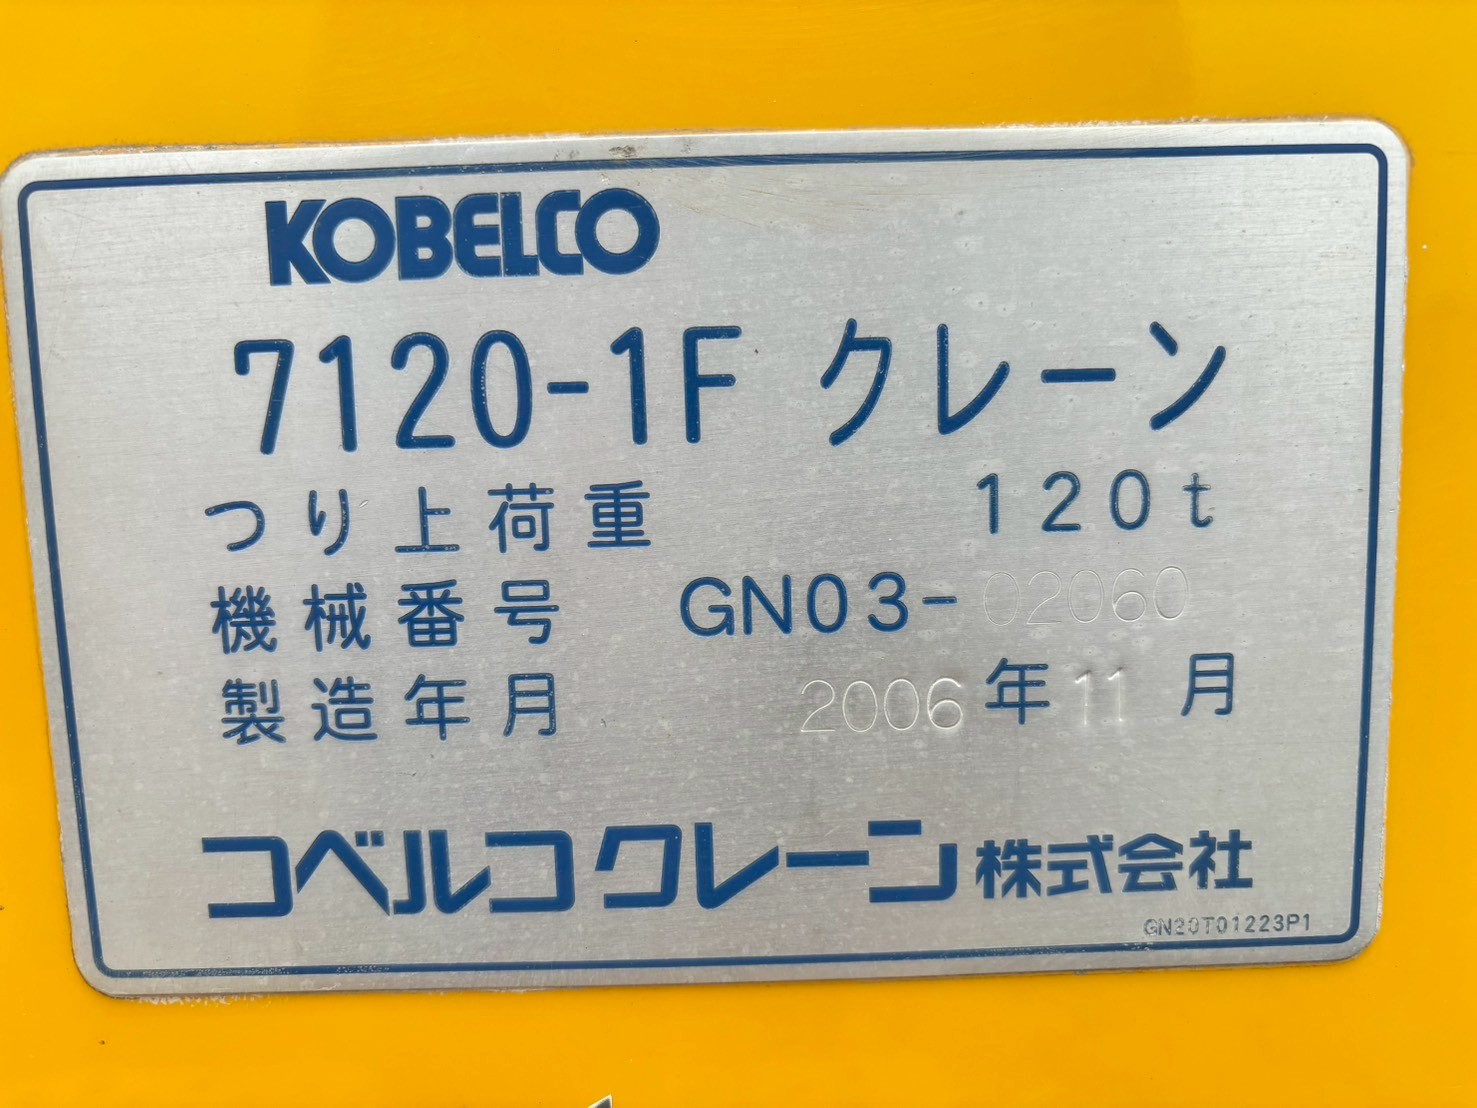 KOBELCO
7120-1F クレーン
つり上荷重 120t
機械番号 GN03-02060
製造年月 2006年11月
コベルコクレーン株式会社
GN20T01223P1